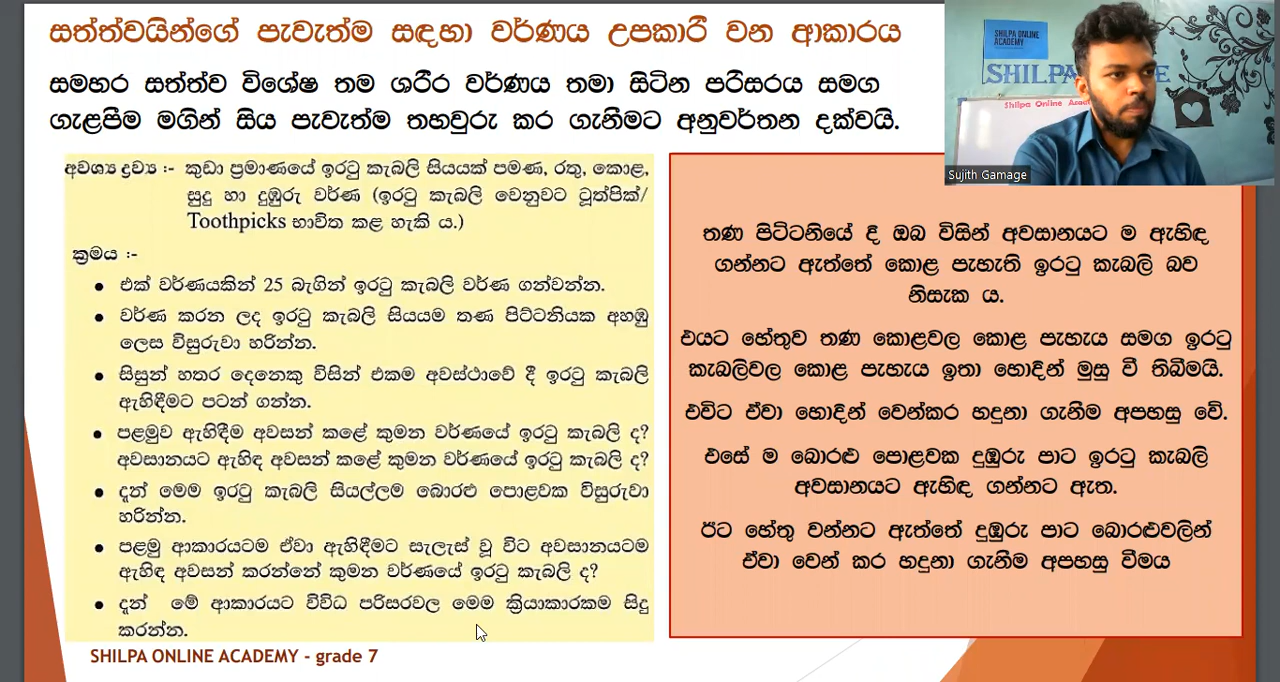 සත්ත්වයින්ගේ පැවැත්ම සඳහා වර්ණය උපකාරී වන ආකාරය
සමහර සත්ත්ව විශේෂ තම ශරීර වර්ණය තමා සිටින පරිසරය සමග
ගැළපීම මගින් සිය පැවැත්ම තහවුරු කර ගැනීමට අනුවර්තන දක්වයි.
SHILPA ONLINE
ACADEMY
SHILPA
Shilpa Online
Sujith Gamage
අවශ්‍ය ද්‍රව්‍ය :- කුඩා ප්‍රමාණයේ ඉරටු කැබලි සියයක් පමණ, රතු, කොළ,
සුදු හා දුඹුරු වර්ණ (ඉරටු කැබලි වෙනුවට ටූත්පික්/
Toothpicks භාවිත කළ හැකි ය.)
ක්‍රමය :-
• එක් වර්ණයකින් 25 බැගින් ඉරටු කැබලි වර්ණ ගන්වන්න.
• වර්ණ කරන ලද ඉරටු කැබලි සියයම තණ පිට්ටනියක අහඹු
ලෙස විසුරුවා හරින්න.
• සිසුන් හතර දෙනෙකු විසින් එකම අවස්ථාවේ දී ඉරටු කැබලි
ඇහිඳීමට පටන් ගන්න.
• පළමුව ඇහිඳීම අවසන් කළේ කුමන වර්ණයේ ඉරටු කැබලි ද?
අවසානයට ඇහිඳ අවසන් කළේ කුමන වර්ණයේ ඉරටු කැබලි ද?
• දැන් මෙම ඉරටු කැබලි සියල්ලම බොරළු පොළවක විසුරුවා
හරින්න.
• පළමු ආකාරයටම ඒවා ඇහිඳීමට සැලැස් වූ විට අවසානයටම
ඇහිඳ අවසන් කරන්නේ කුමන වර්ණයේ ඉරටු කැබලි ද?
• දැන් මේ ආකාරයට විවිධ පරිසරවල මෙම ක්‍රියාකාරකම සිදු
කරන්න.
තණ පිට්ටනියේ දී ඔබ විසින් අවසානයට ම ඇහිඳ
ගන්නට ඇත්තේ කොළ පැහැති ඉරටු කැබලි බව
නිසැක ය.
එයට හේතුව තණ කොළවල කොළ පැහැය සමග ඉරටු
කැබලිවල කොළ පැහැය ඉතා හොඳින් මුසු වී තිබීමයි.
එවිට ඒවා හොඳින් වෙන්කර හදුනා ගැනීම අපහසු වේ.
එසේ ම බොරළු පොළවක දුඹුරු පාට ඉරටු කැබලි
අවසානයට ඇහිඳ ගන්නට ඇත.
ඊට හේතු වන්නට ඇත්තේ දුඹුරු පාට බොරළුවලින්
ඒවා වෙන් කර හදුනා ගැනීම අපහසු වීමය
SHILPA ONLINE ACADEMY - grade 7